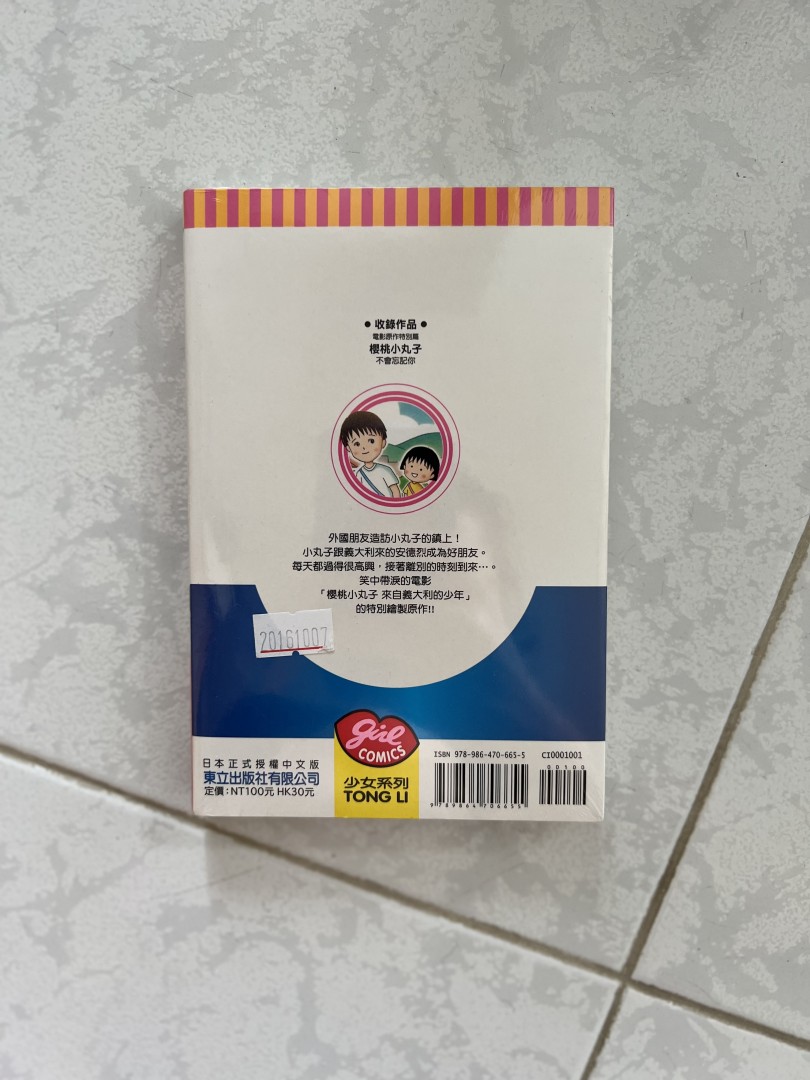 ● 收錄作品 ●
電影原作特別篇
櫻桃小丸子
不會忘記你
外國朋友造訪小丸子的鎮上！
小丸子跟義大利來的安德烈成為好朋友。
每天都過得很高興，接著離別的時刻到來…。
笑中帶淚的電影
「櫻桃小丸子 來自義大利的少年」
的特別繪製原作!!
20161007
girl
COMICS
日本正式授權中文版
東立出版社有限公司
定價：NT100元 HK30元
少女系列
TONG LI
ISBN 978-986-470-665-5 CI0001001
00100
9789864706655